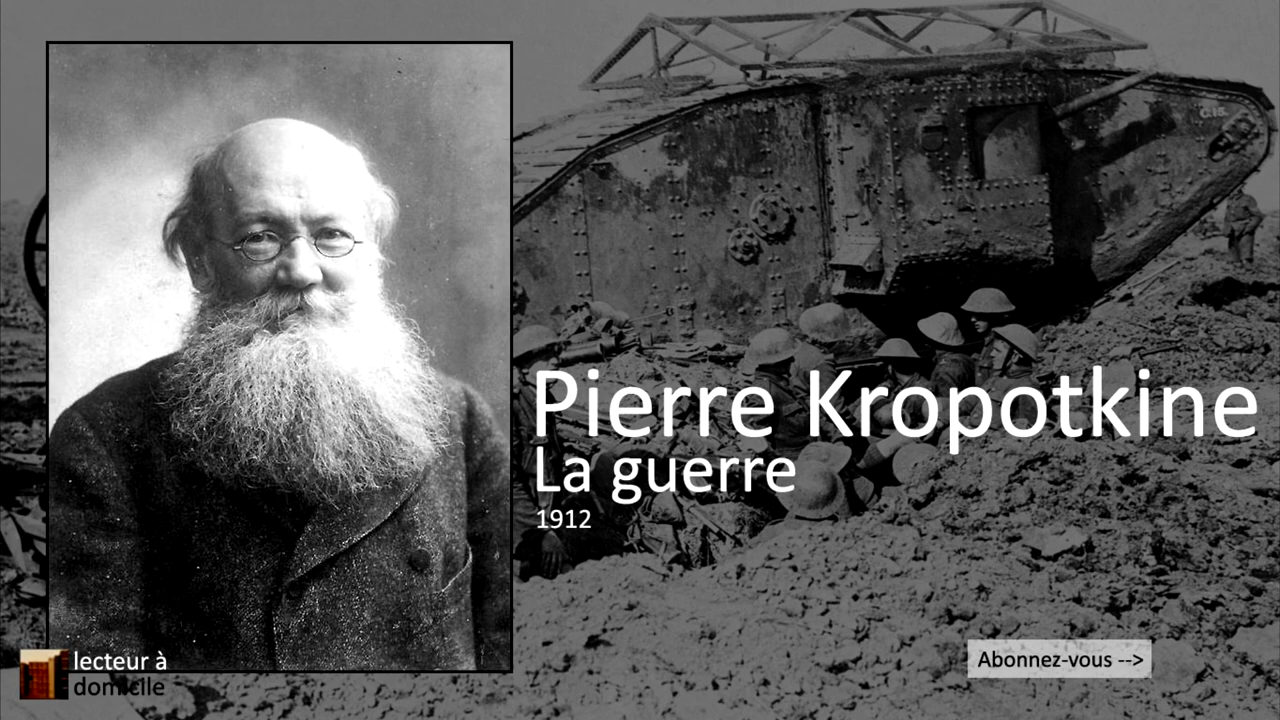 Pierre Kropotkine
La guerre
1912
lecteur à
domicile
Abonnez-vous -->